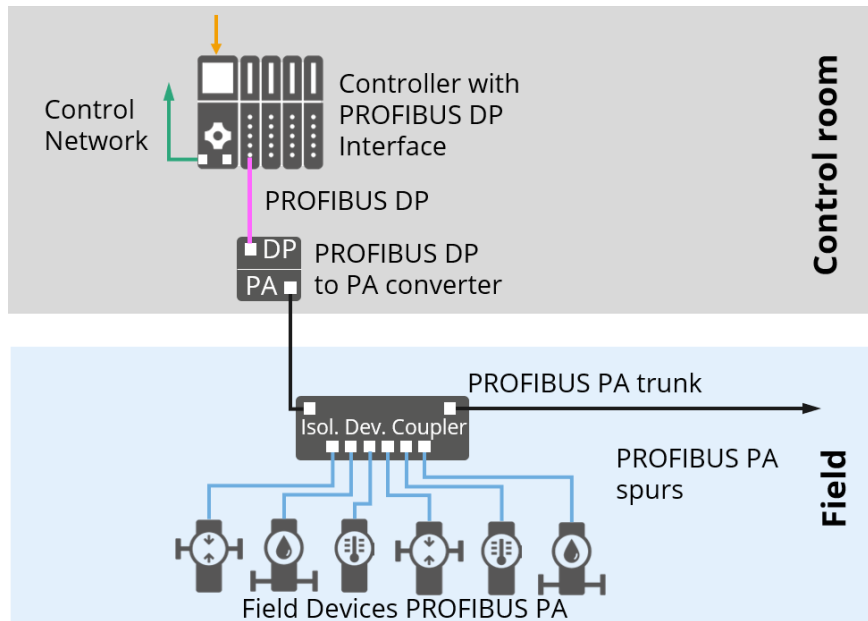 Control
Network
Controller with
PROFIBUS DP
Interface
Control room
PROFIBUS DP
DP
PA
PROFIBUS DP
to PA converter
PROFIBUS PA trunk
Isol. Dev. Coupler
PROFIBUS PA
spurs
Field
Field Devices PROFIBUS PA